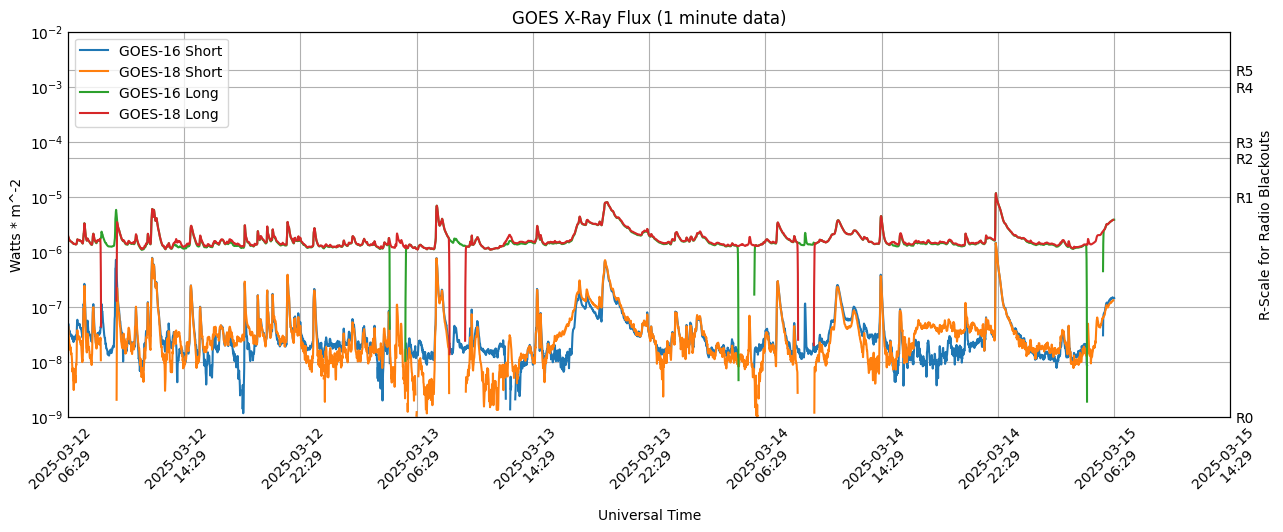 GOES X-Ray Flux (1 minute data)
GOES-16 Short
GOES-18 Short
GOES-16 Long
GOES-18 Long
Watts * m^-2
10⁻²
10⁻³
10⁻⁴
10⁻⁵
10⁻⁶
10⁻⁷
10⁻⁸
10⁻⁹
R5
R4
R3
R2
R1
R0
R-Scale for Radio Blackouts
2025-03-12
06:29
2025-03-12
14:29
2025-03-12
22:29
2025-03-13
06:29
2025-03-13
14:29
2025-03-13
22:29
2025-03-14
06:29
2025-03-14
14:29
2025-03-14
22:29
2025-03-15
06:29
2025-03-15
14:29
Universal Time